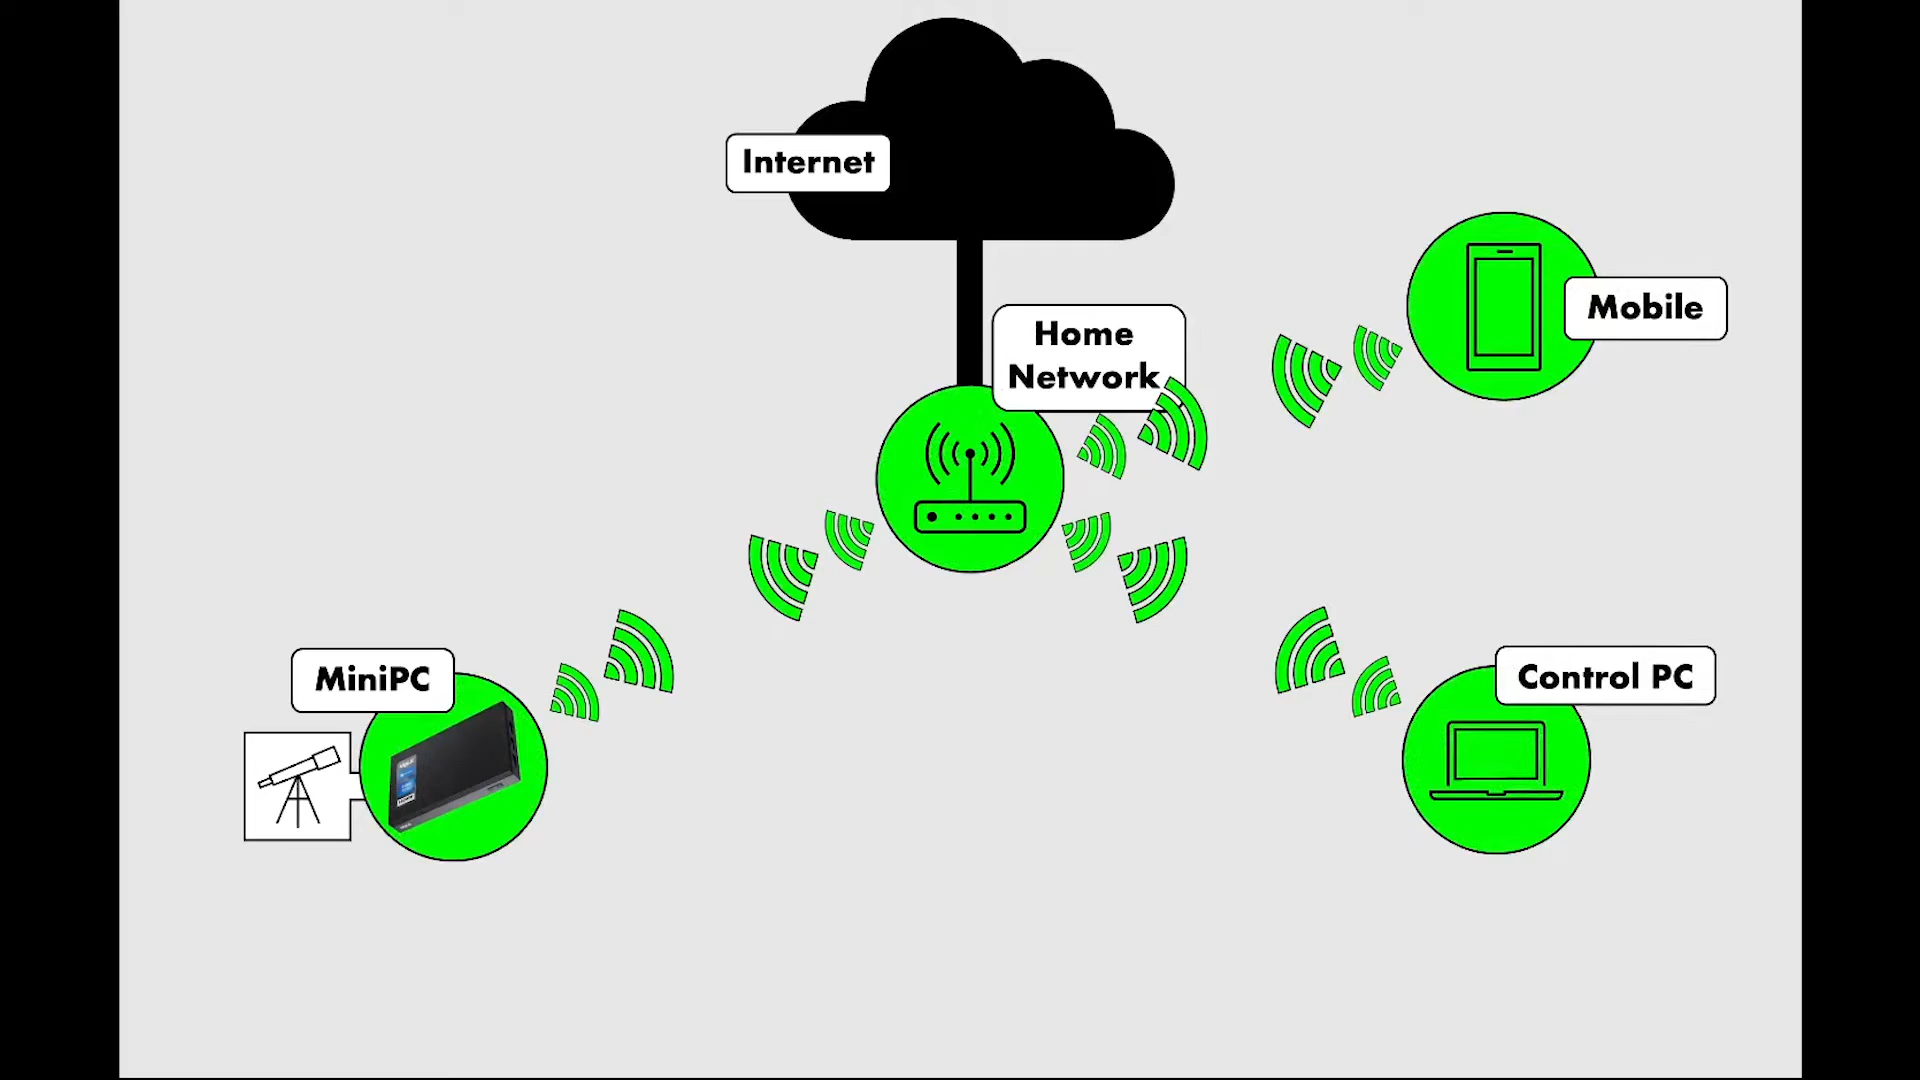 Internet
Home
Network
Mobile
MiniPC
Control PC